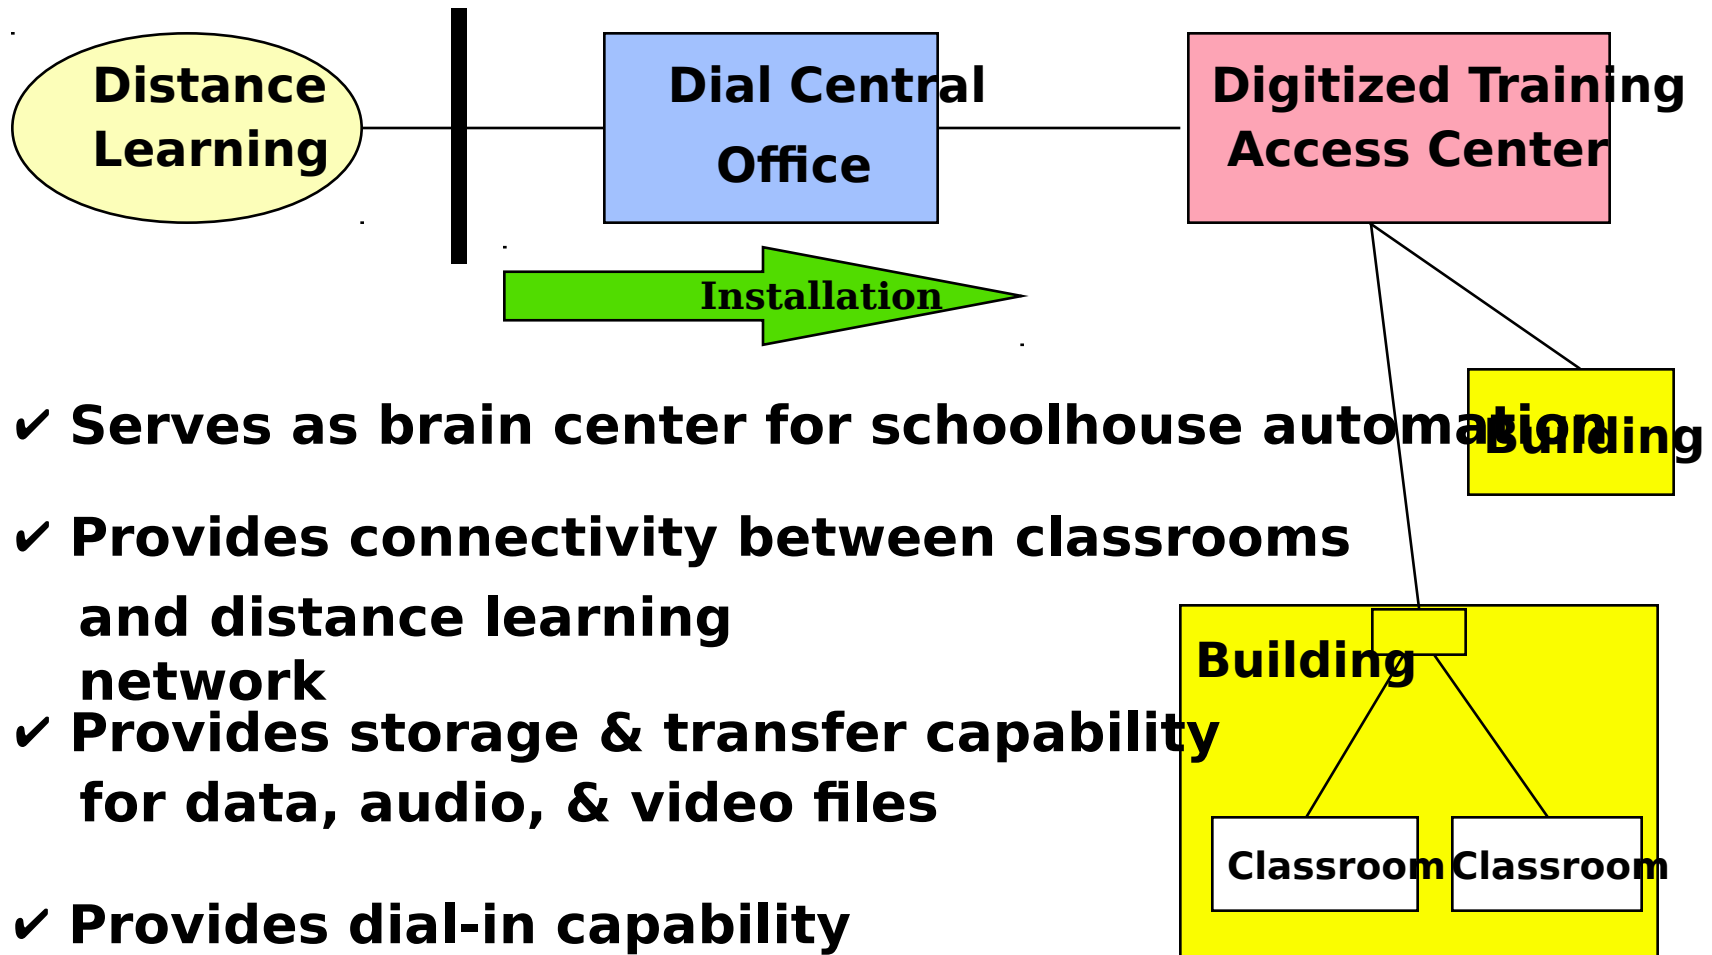 Distance
Learning
Dial Central
Office
Digitized Training
Access Center
Installation
✔ Serves as brain center for schoolhouse automation
Building
✔ Provides connectivity between classrooms
and distance learning
network
Building
✔ Provides storage & transfer capability
for data, audio, & video files
Classroom
Classroom
✔ Provides dial-in capability